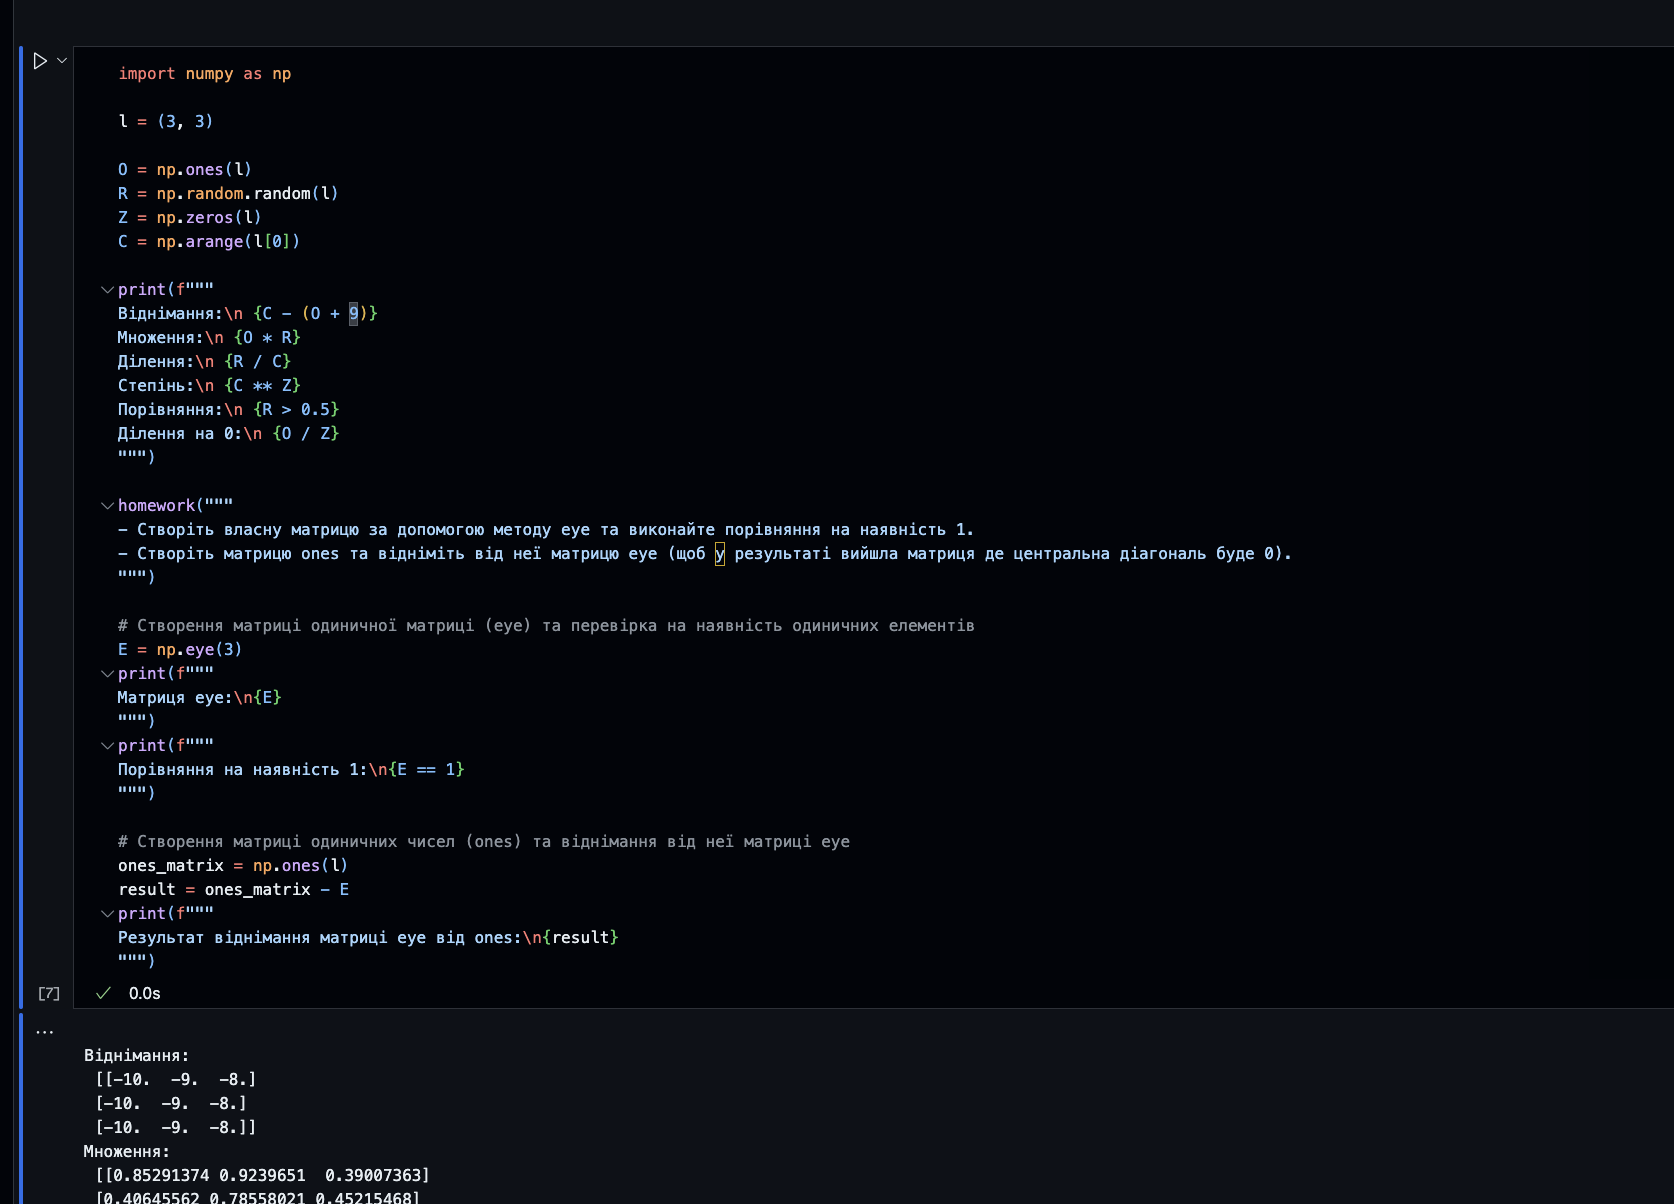 import numpy as np
l = (3, 3)
O = np.ones(l)
R = np.random.random(l)
Z = np.zeros(l)
C = np.arange(l[0])
print(f"""
Віднімання:\n {C - (O + 9)}
Множення:\n {O * R}
Ділення:\n {R / C}
Степінь:\n {C ** Z}
Порівняння:\n {R > 0.5}
Ділення на 0:\n {O / Z}
""")
homework("""
- Створіть власну матрицю за допомогою методу eye та виконайте порівняння на наявність 1.
- Створіть матрицю ones та відніміть від неї матрицю eye (щоб у результаті вийшла матриця де центральна діагональ буде 0).
""")
# Створення матриці одиничної матриці (eye) та перевірка на наявність одиничних елементів
E = np.eye(3)
print(f"""
Матриця eye:\n{E}
""")
print(f"""
Порівняння на наявність 1:\n{E == 1}
""")
# Створення матриці одиничних чисел (ones) та віднімання від неї матриці eye
ones_matrix = np.ones(l)
result = ones_matrix - E
print(f"""
Результат віднімання матриці eye від ones:\n{result}
""")
[7] 0.0s
...
Віднімання:
[[-10. -9. -8.]
[-10. -9. -8.]
[-10. -9. -8.]]
Множення:
[[0.85291374 0.9239651 0.39007363]
[0.40645562 0.78558021 0.45215468]